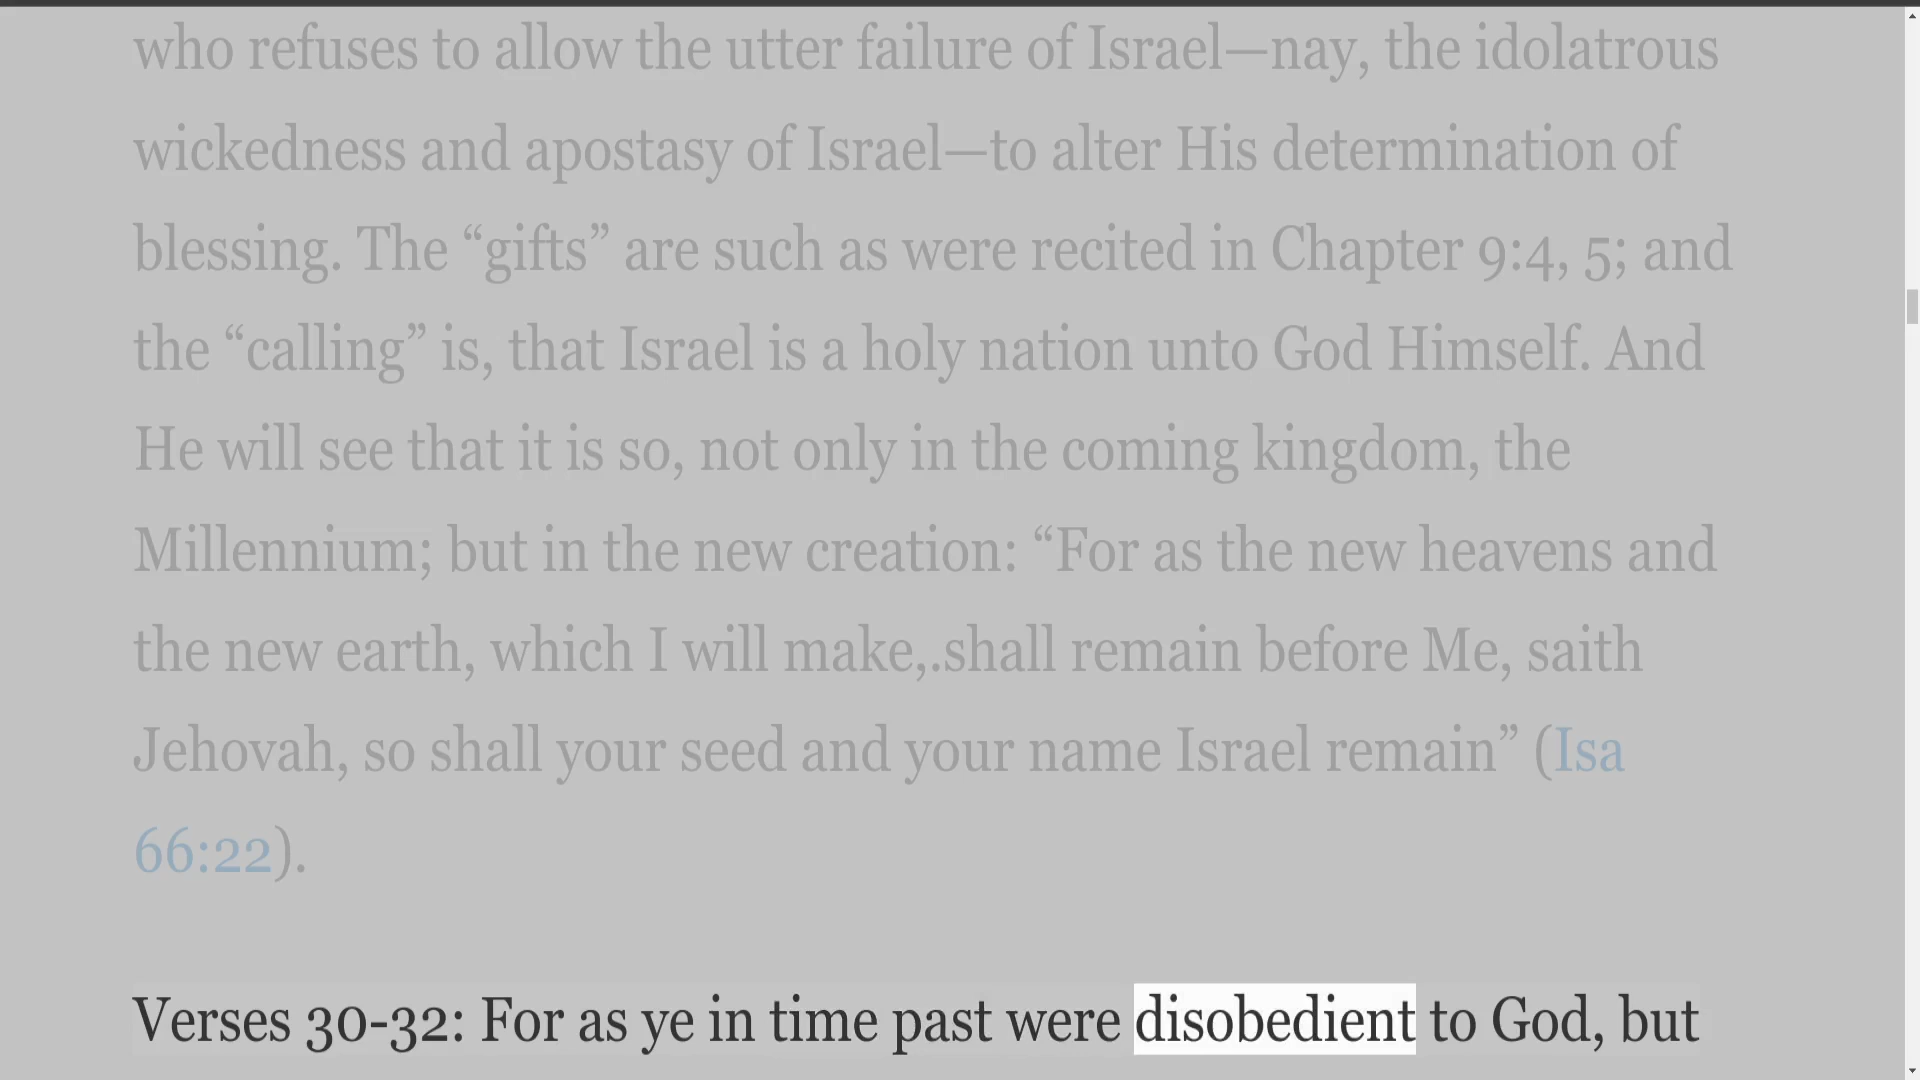 who refuses to allow the utter failure of Israel—nay, the idolatrous
wickedness and apostasy of Israel—to alter His determination of
blessing. The “gifts” are such as were recited in Chapter 9:4, 5; and
the “calling” is, that Israel is a holy nation unto God Himself. And
He will see that it is so, not only in the coming kingdom, the
Millennium; but in the new creation: “For as the new heavens and
the new earth, which I will make,.shall remain before Me, saith
Jehovah, so shall your seed and your name Israel remain” (Isa
66:22).
Verses 30-32: For as ye in time past were disobedient to God, but